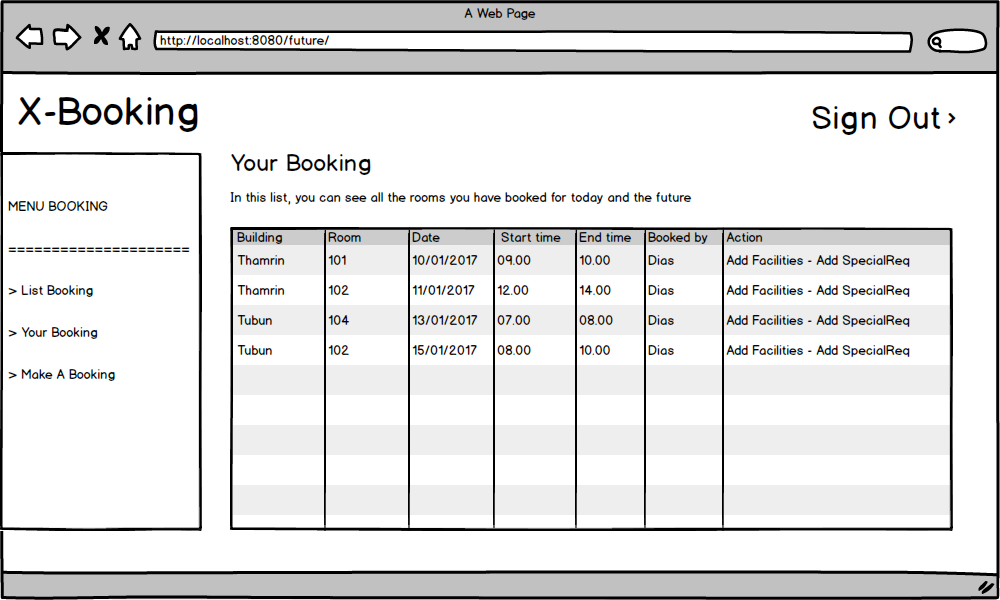 A Web Page
http://localhost:8080/future/
X-Booking
Sign Out
MENU BOOKING
=====================
> List Booking
> Your Booking
> Make A Booking
Your Booking
In this list, you can see all the rooms you have booked for today and the future
Building Room Date Start time End time Booked by Action
Thamrin 101 10/01/2017 09.00 10.00 Dias Add Facilities - Add SpecialReq
Thamrin 102 11/01/2017 12.00 14.00 Dias Add Facilities - Add SpecialReq
Tubun 104 13/01/2017 07.00 08.00 Dias Add Facilities - Add SpecialReq
Tubun 102 15/01/2017 08.00 10.00 Dias Add Facilities - Add SpecialReq